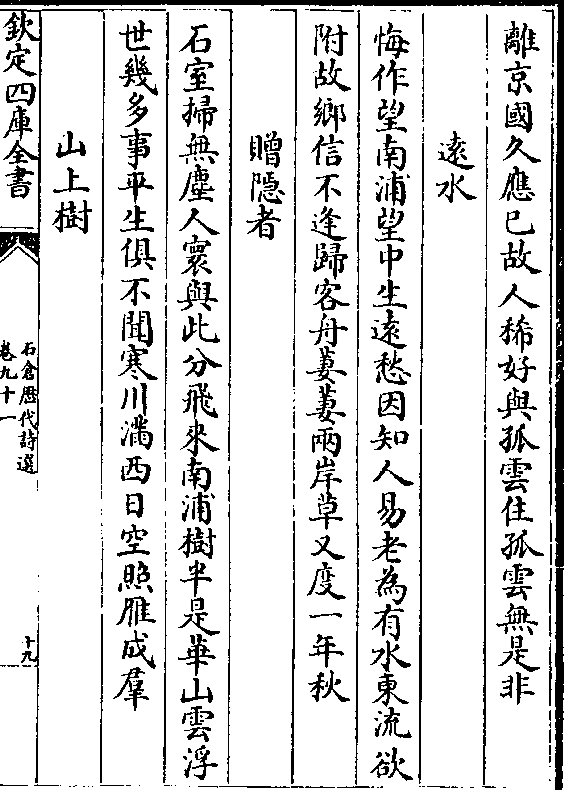 離京國久應已故人稀好與孤雲住孤雲無是非
遠水
悔作望南浦望中生遠愁因知人易老為有水東流欲
附故鄉信不逢歸客舟萋萋兩岸草又度一年秋
贈隱者
石室掃無塵人寰與此分飛來南浦樹半是華山雲浮
世幾多事平生俱不聞寒川滿西日空照雁成羣
山上樹
欽定四庫全書
石倉歷代詩選
卷九十一
十九